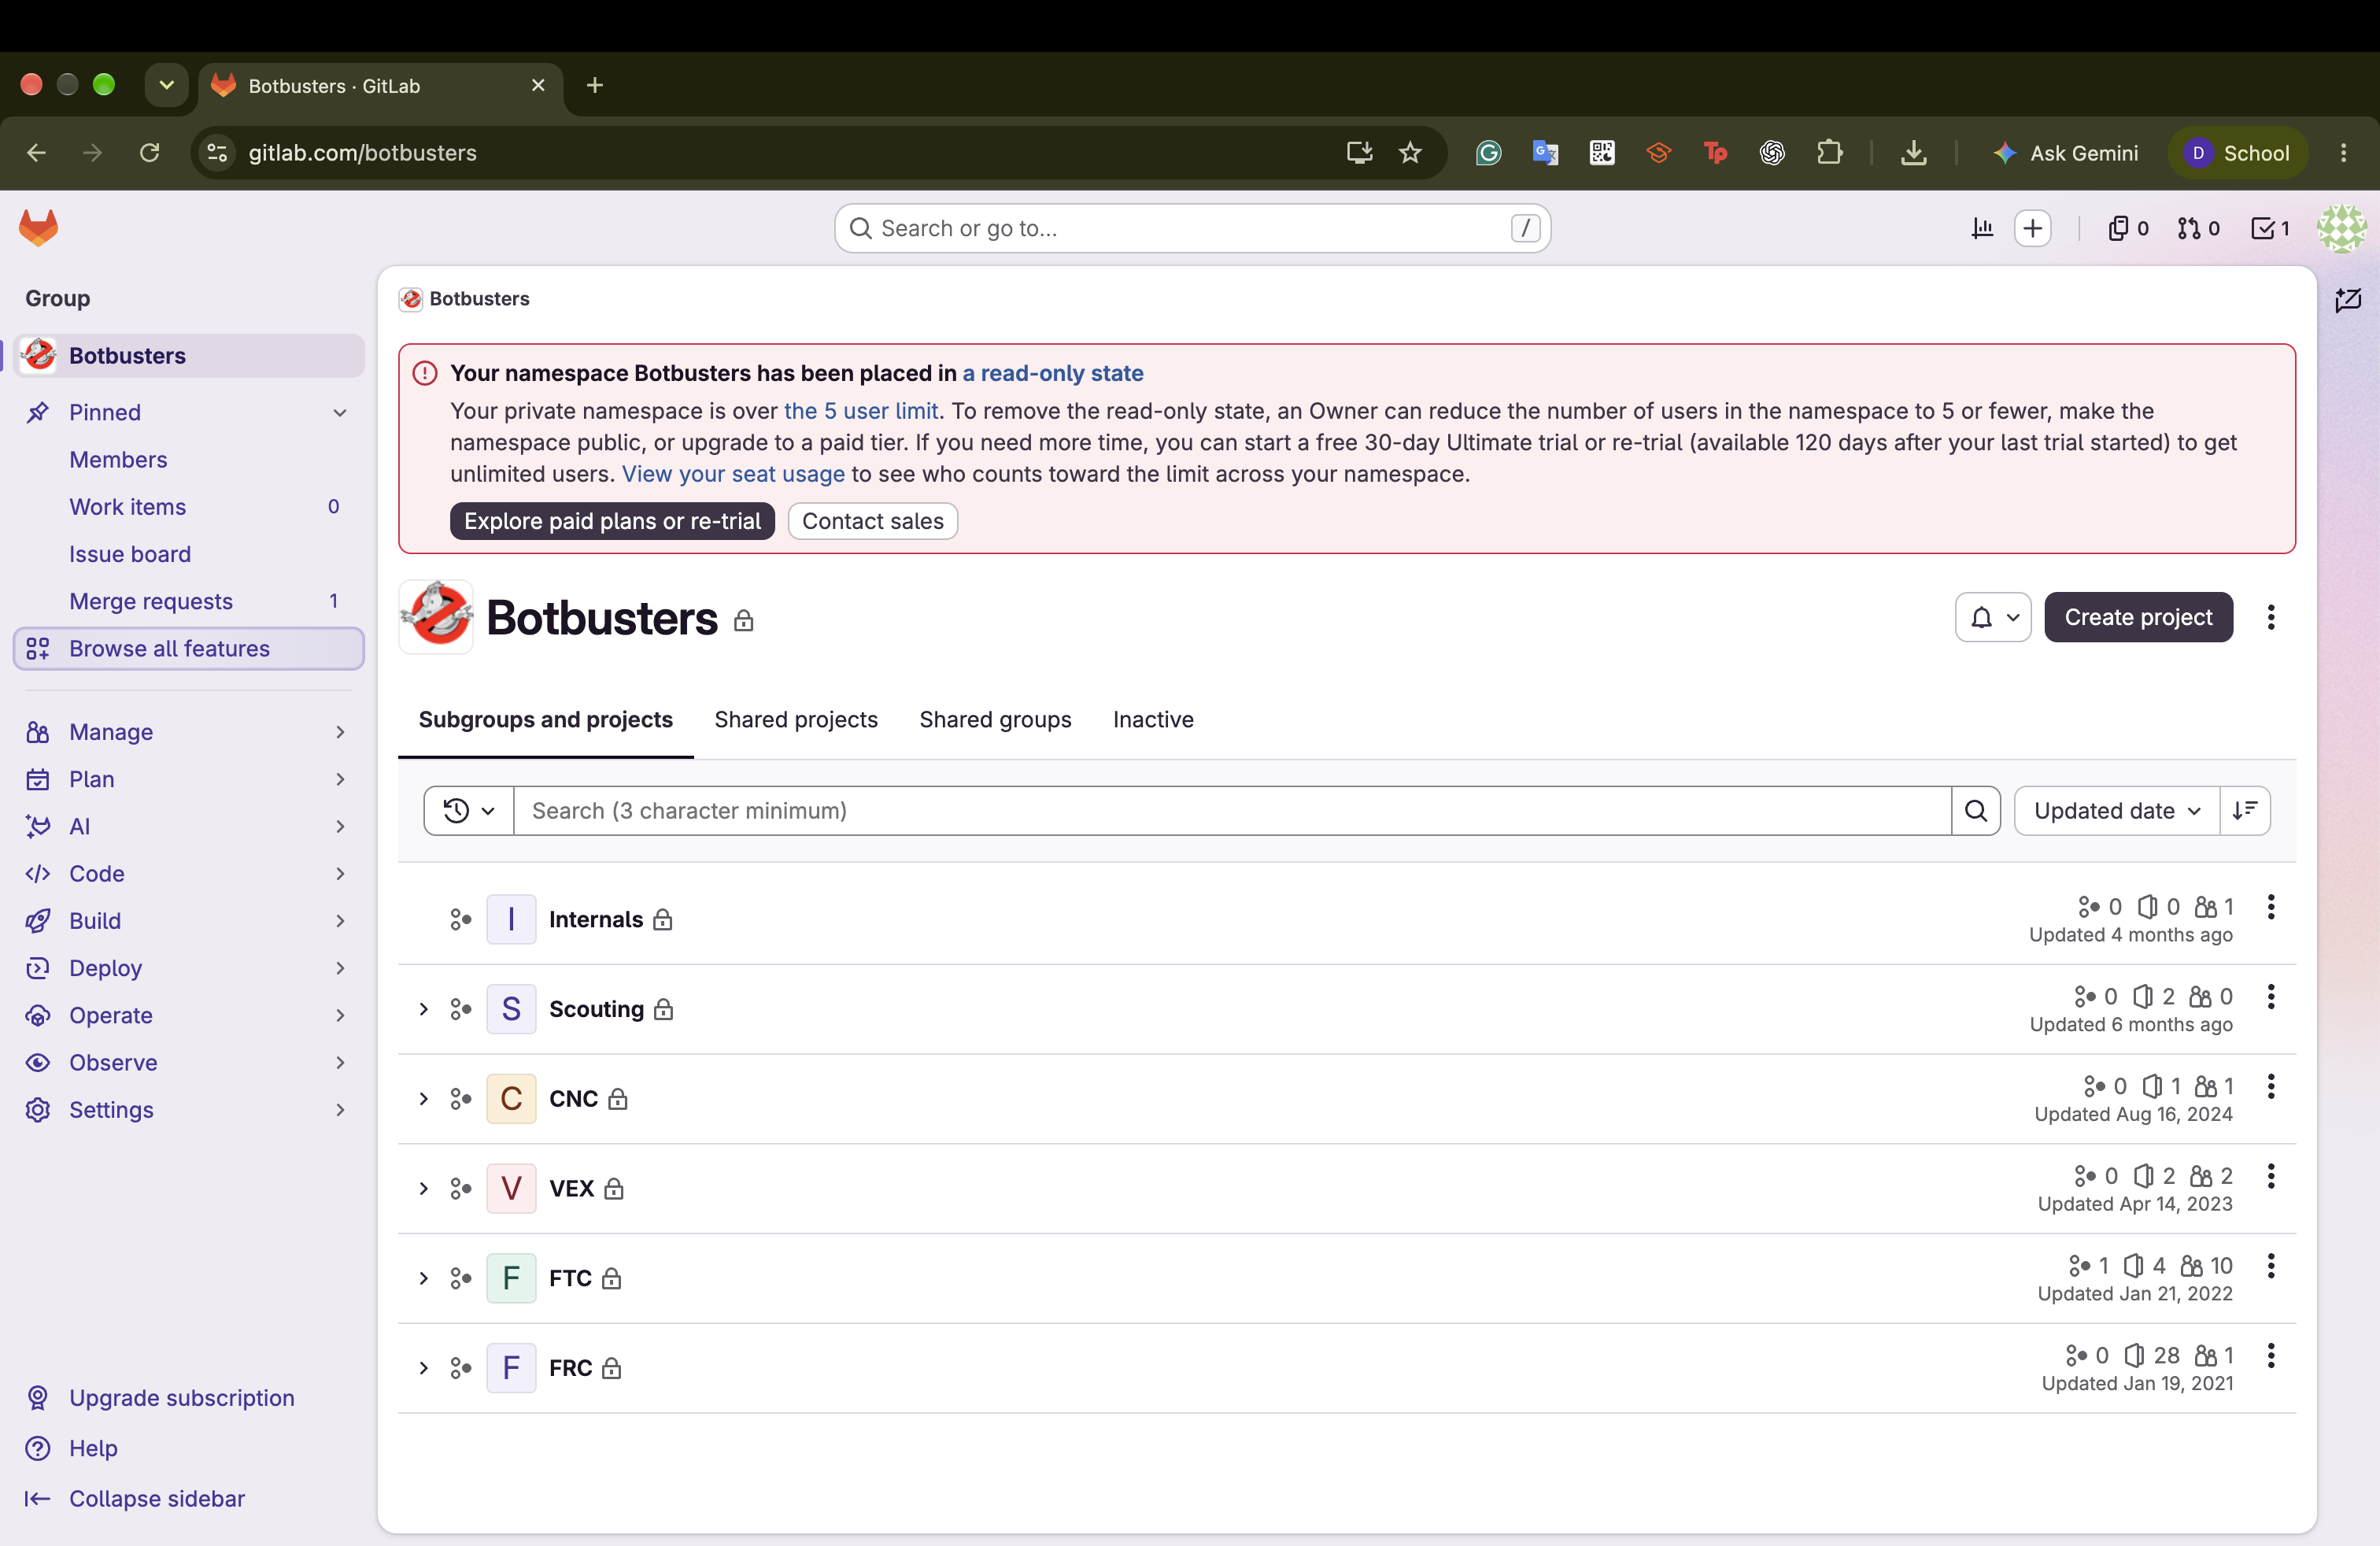 Botbusters · GitLab
gitlab.com/botbusters
Ask Gemini
D School
Search or go to...
/
0
0
1
Group
Botbusters
Pinned
Members
Work items 0
Issue board
Merge requests 1
Browse all features
Manage
Plan
AI
Code
Build
Deploy
Operate
Observe
Settings
Upgrade subscription
Help
Collapse sidebar
Botbusters
Your namespace Botbusters has been placed in a read-only state
Your private namespace is over the 5 user limit. To remove the read-only state, an Owner can reduce the number of users in the namespace to 5 or fewer, make the
namespace public, or upgrade to a paid tier. If you need more time, you can start a free 30-day Ultimate trial or re-trial (available 120 days after your last trial started) to get
unlimited users. View your seat usage to see who counts toward the limit across your namespace.
Explore paid plans or re-trial
Contact sales
Botbusters
Create project
Subgroups and projects
Shared projects
Shared groups
Inactive
Search (3 character minimum)
Updated date
I Internals
0 0 1
Updated 4 months ago
S Scouting
0 2 0
Updated 6 months ago
C CNC
0 1 1
Updated Aug 16, 2024
V VEX
0 2 2
Updated Apr 14, 2023
F FTC
1 4 10
Updated Jan 21, 2022
F FRC
0 28 1
Updated Jan 19, 2021